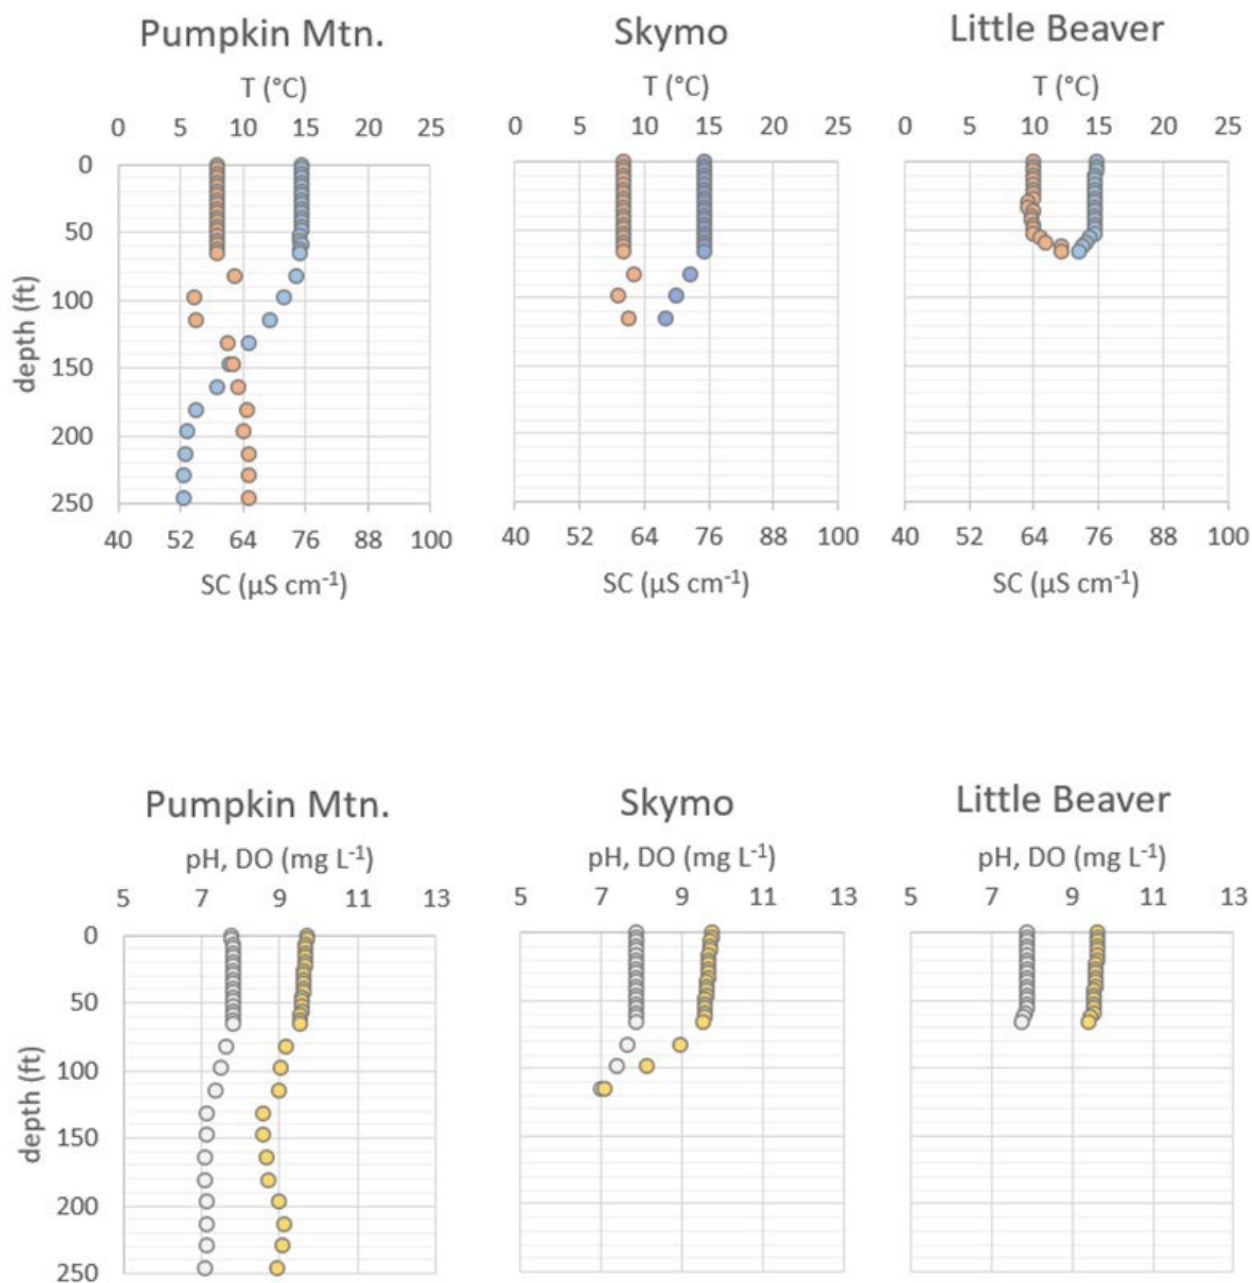 Pumpkin Mtn. Skymo Little Beaver
T (°C) T (°C) T (°C)
0 5 10 15 20 25 0 5 10 15 20 25 0 5 10 15 20 25
0
50
100
150
200
250
depth (ft)
40 52 64 76 88 100 40 52 64 76 88 100 40 52 64 76 88 100
SC (µS cm⁻¹) SC (µS cm⁻¹) SC (µS cm⁻¹)
Pumpkin Mtn. Skymo Little Beaver
pH, DO (mg L⁻¹) pH, DO (mg L⁻¹) pH, DO (mg L⁻¹)
5 7 9 11 13 5 7 9 11 13 5 7 9 11 13
0
50
100
150
200
250
depth (ft)